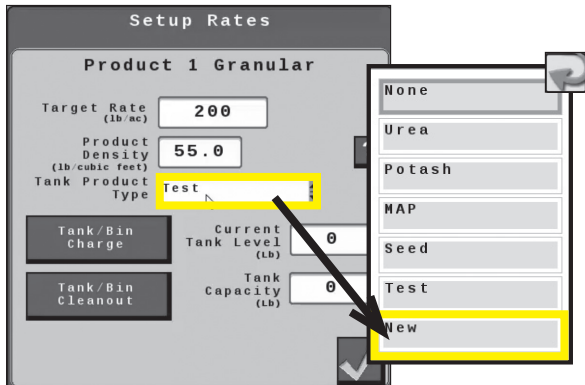 Setup Rates
Product 1 Granular
Target Rate
(lb/ac)
200
Product
Density
(lb/cubic feet)
55.0
Tank Product
Type
Test
Tank/Bin
Charge
Current
Tank Level
(Lb)
0
Tank/Bin
Cleanout
Tank
Capacity
(Lb)
0
None
Urea
Potash
MAP
Seed
Test
New